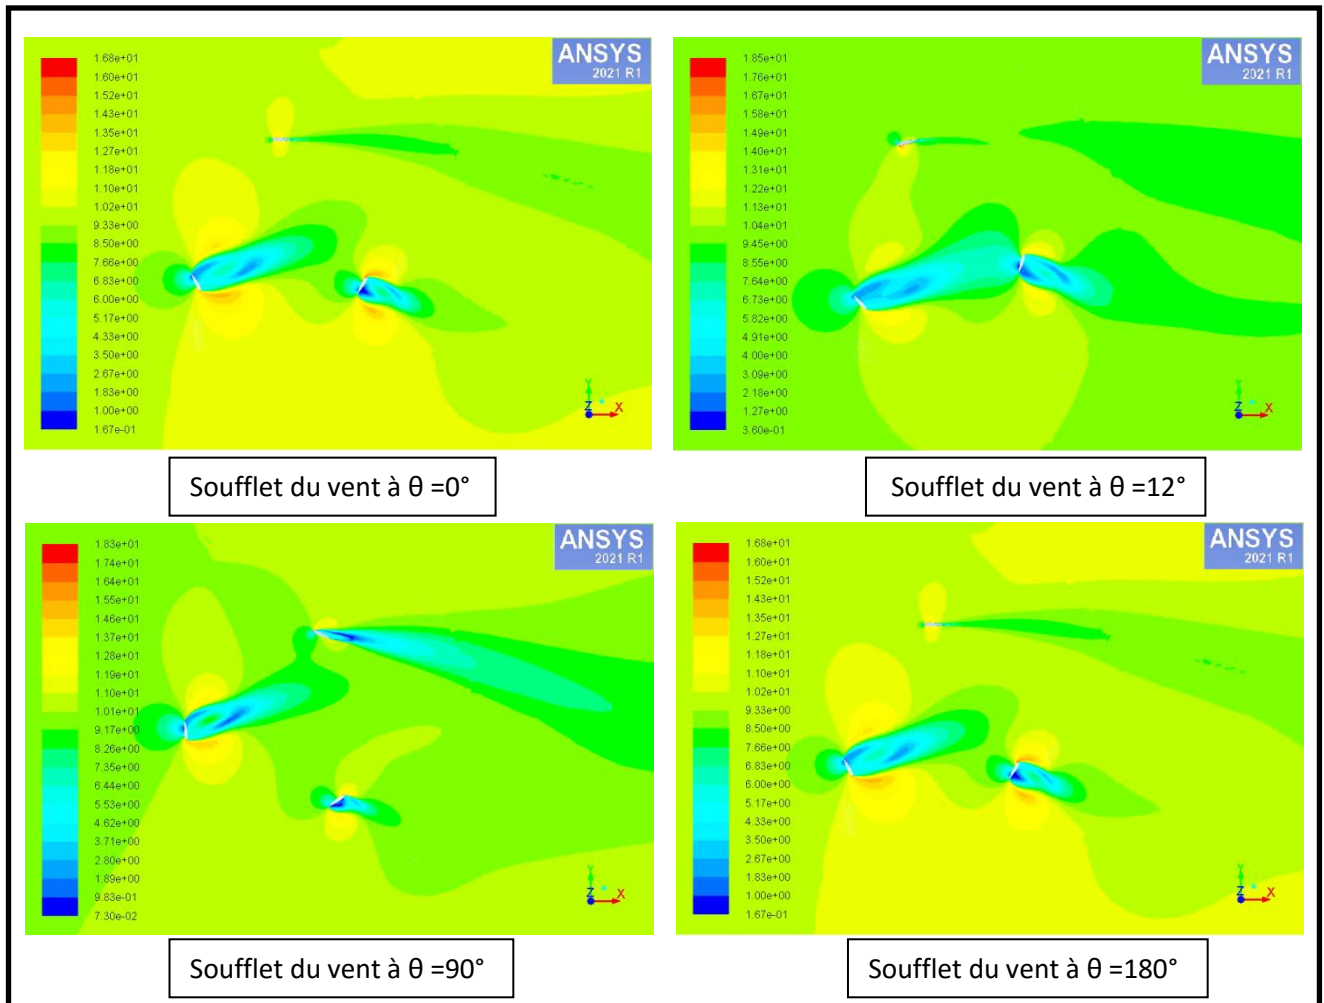 ANSYS
2021 R1
1.68e+01
1.60e+01
1.52e+01
1.43e+01
1.35e+01
1.27e+01
1.18e+01
1.10e+01
1.02e+01
9.33e+00
8.50e+00
7.66e+00
6.83e+00
6.00e+00
5.17e+00
4.33e+00
3.50e+00
2.67e+00
1.83e+00
1.00e+00
1.67e-01
Y
Z X
Soufflet du vent à θ =0°
ANSYS
2021 R1
1.85e+01
1.76e+01
1.67e+01
1.58e+01
1.49e+01
1.40e+01
1.31e+01
1.22e+01
1.13e+01
1.04e+01
9.45e+00
8.55e+00
7.64e+00
6.73e+00
5.82e+00
4.91e+00
4.00e+00
3.09e+00
2.18e+00
1.27e+00
3.60e-01
Y
Z X
Soufflet du vent à θ =12°
ANSYS
2021 R1
1.83e+01
1.74e+01
1.64e+01
1.55e+01
1.46e+01
1.37e+01
1.28e+01
1.19e+01
1.10e+01
1.01e+01
9.17e+00
8.26e+00
7.35e+00
6.44e+00
5.53e+00
4.62e+00
3.71e+00
2.80e+00
1.89e+00
9.83e-01
7.30e-02
Y
Z X
Soufflet du vent à θ =90°
ANSYS
2021 R1
1.68e+01
1.60e+01
1.52e+01
1.43e+01
1.35e+01
1.27e+01
1.18e+01
1.10e+01
1.02e+01
9.33e+00
8.50e+00
7.66e+00
6.83e+00
6.00e+00
5.17e+00
4.33e+00
3.50e+00
2.67e+00
1.83e+00
1.00e+00
1.67e-01
Y
Z X
Soufflet du vent à θ =180°